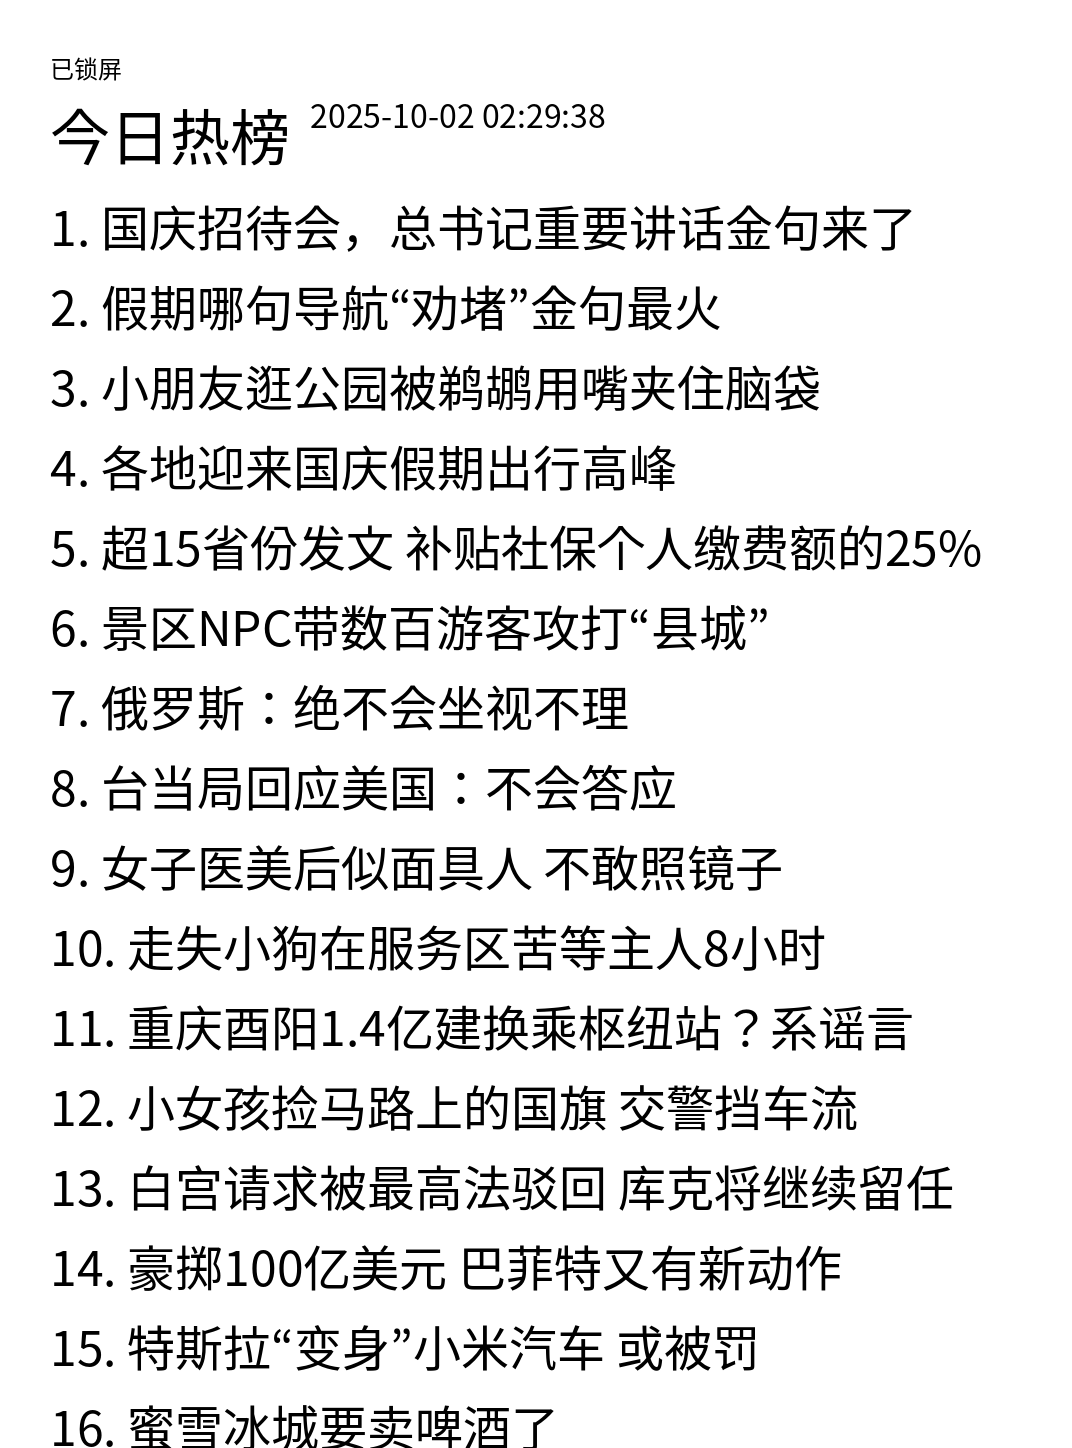 已锁屏
今日热榜 2025-10-02 02:29:38
1. 国庆招待会，总书记重要讲话金句来了
2. 假期哪句导航“劝堵”金句最火
3. 小朋友逛公园被鹈鹕用嘴夹住脑袋
4. 各地迎来国庆假期出行高峰
5. 超15省份发文 补贴社保个人缴费额的25%
6. 景区NPC带数百游客攻打“县城”
7. 俄罗斯：绝不会坐视不理
8. 台当局回应美国：不会答应
9. 女子医美后似面具人 不敢照镜子
10. 走失小狗在服务区苦等主人8小时
11. 重庆酉阳1.4亿建换乘枢纽站？系谣言
12. 小女孩捡马路上的国旗 交警挡车流
13. 白宫请求被最高法驳回 库克将继续留任
14. 豪掷100亿美元 巴菲特又有新动作
15. 特斯拉“变身”小米汽车 或被罚
16. 蜜雪冰城要卖啤酒了